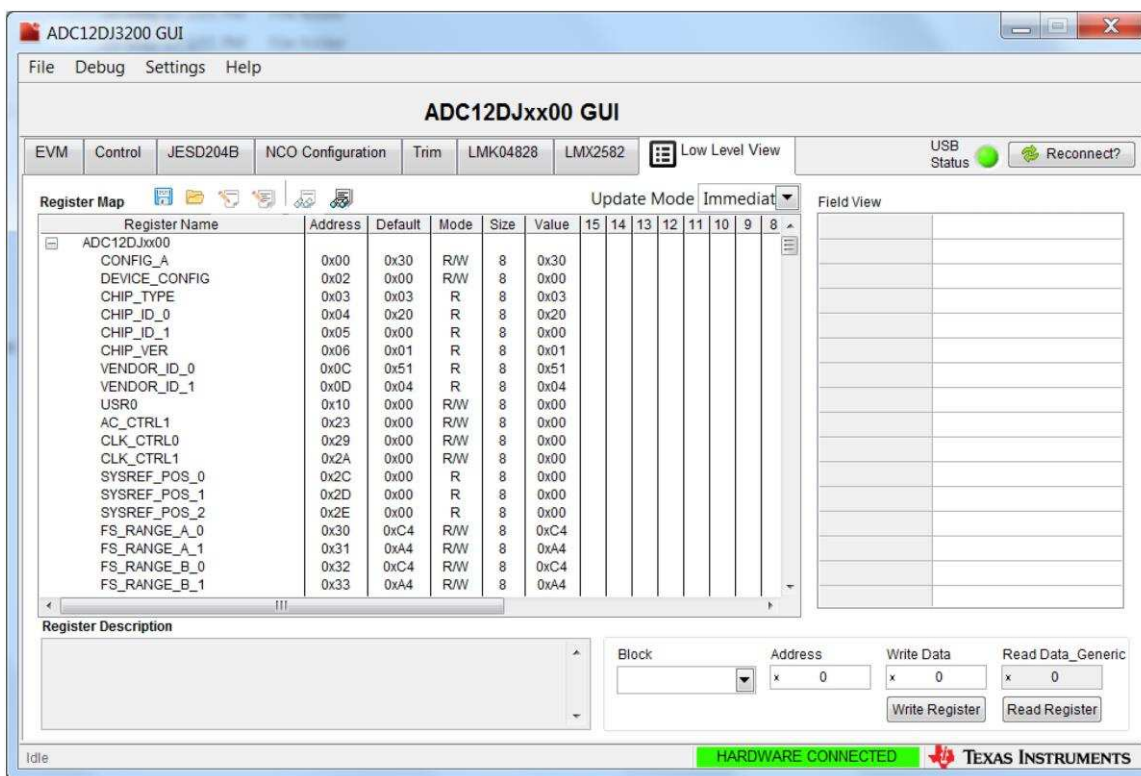 ADC12DJ3200 GUI
File Debug Settings Help
ADC12DJxx00 GUI
EVM Control JESD204B NCO Configuration Trim LMK04828 LMX2582 Low Level View USB Status Reconnect?
Register Map Update Mode Immediat Field View
Register Name Address Default Mode Size Value 15 14 13 12 11 10 9 8
ADC12DJxx00
CONFIG_A 0x00 0x30 R/W 8 0x30
DEVICE_CONFIG 0x02 0x00 R/W 8 0x00
CHIP_TYPE 0x03 0x03 R 8 0x03
CHIP_ID_0 0x04 0x20 R 8 0x20
CHIP_ID_1 0x05 0x00 R 8 0x00
CHIP_VER 0x06 0x01 R 8 0x01
VENDOR_ID_0 0x0C 0x51 R 8 0x51
VENDOR_ID_1 0x0D 0x04 R 8 0x04
USR0 0x10 0x00 R/W 8 0x00
AC_CTRL1 0x23 0x00 R/W 8 0x00
CLK_CTRL0 0x29 0x00 R/W 8 0x00
CLK_CTRL1 0x2A 0x00 R/W 8 0x00
SYSREF_POS_0 0x2C 0x00 R 8 0x00
SYSREF_POS_1 0x2D 0x00 R 8 0x00
SYSREF_POS_2 0x2E 0x00 R 8 0x00
FS_RANGE_A_0 0x30 0xC4 R/W 8 0xC4
FS_RANGE_A_1 0x31 0xA4 R/W 8 0xA4
FS_RANGE_B_0 0x32 0xC4 R/W 8 0xC4
FS_RANGE_B_1 0x33 0xA4 R/W 8 0xA4
Register Description
Block Address Write Data Read Data_Generic
x 0 x 0 x 0
Write Register Read Register
Idle HARDWARE CONNECTED TEXAS INSTRUMENTS